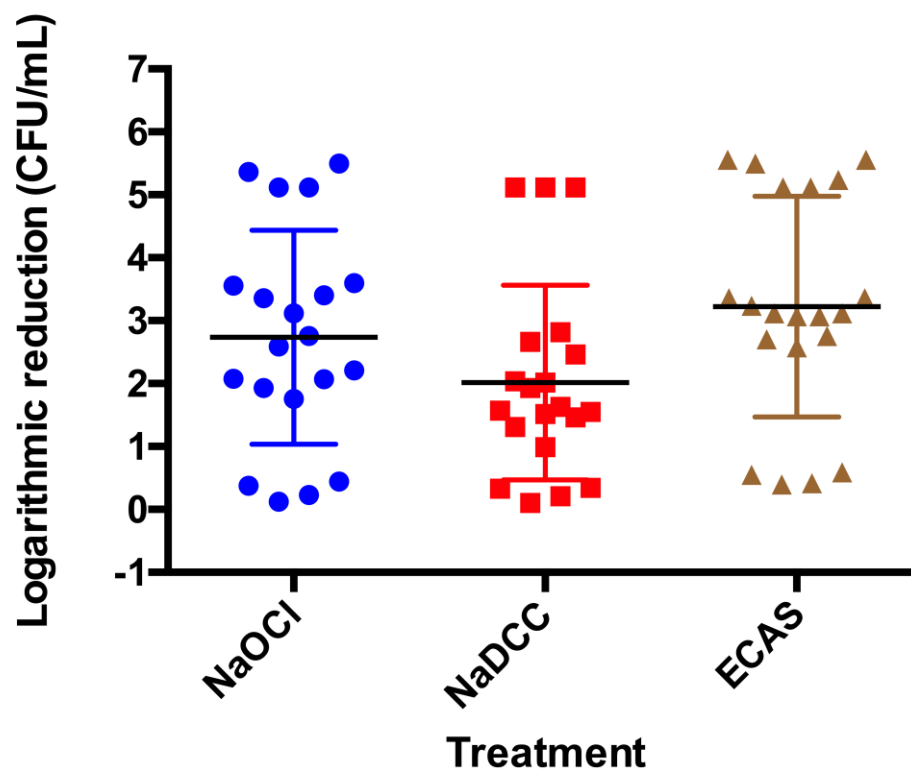 Logarithmic reduction (CFU/mL)
7
6
5
4
3
2
1
0
-1
NaOCl
NaDCC
ECAS
Treatment